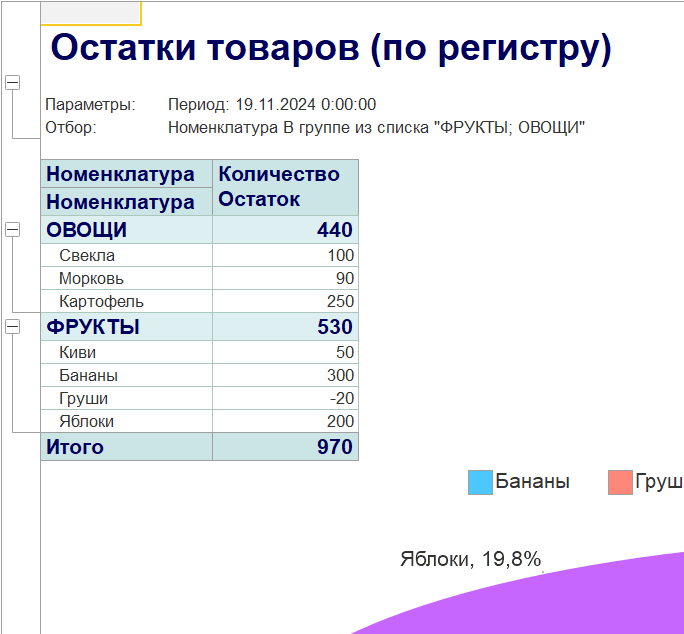 Остатки товаров (по регистру)
Параметры: Период: 19.11.2024 0:00:00
Отбор: Номенклатура В группе из списка "ФРУКТЫ; ОВОЩИ"
Номенклатура Количество
Номенклатура Остаток
ОВОЩИ 440
Свекла 100
Морковь 90
Картофель 250
ФРУКТЫ 530
Киви 50
Бананы 300
Груши -20
Яблоки 200
Итого 970
Бананы Груш
Яблоки, 19,8%